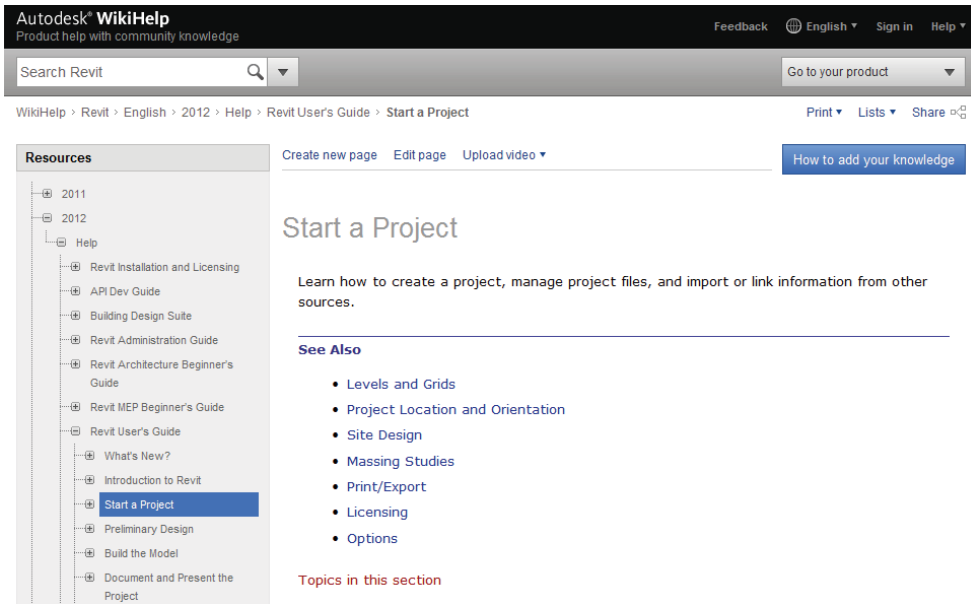 Autodesk® WikiHelp
Product help with community knowledge
Feedback English Sign in Help
Search Revit
Go to your product
WikiHelp > Revit > English > 2012 > Help > Revit User's Guide > Start a Project
Print Lists Share
Resources
Create new page Edit page Upload video
How to add your knowledge
2011
2012
Help
Revit Installation and Licensing
API Dev Guide
Building Design Suite
Revit Administration Guide
Revit Architecture Beginner's
Guide
Revit MEP Beginner's Guide
Revit User's Guide
What's New?
Introduction to Revit
Start a Project
Preliminary Design
Build the Model
Document and Present the
Project
Start a Project
Learn how to create a project, manage project files, and import or link information from other
sources.
See Also
• Levels and Grids
• Project Location and Orientation
• Site Design
• Massing Studies
• Print/Export
• Licensing
• Options
Topics in this section